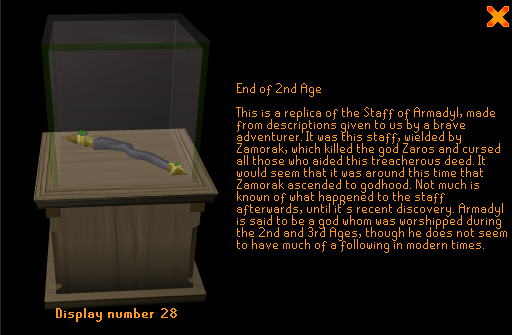 End of 2nd Age
This is a replica of the Staff of Armadyl, made
from descriptions given to us by a brave
adventurer. It was this staff, wielded by
Zamorak, which killed the god Zaros and cursed
all those who aided this treacherous deed. It
would seem that it was around this time that
Zamorak ascended to godhood. Not much is
known of what happened to the staff
afterwards, until it's recent discovery. Armadyl
is said to be a god whom was worshipped during
the 2nd and 3rd Ages, though he does not seem
to have much of a following in modern times.
Display number 28